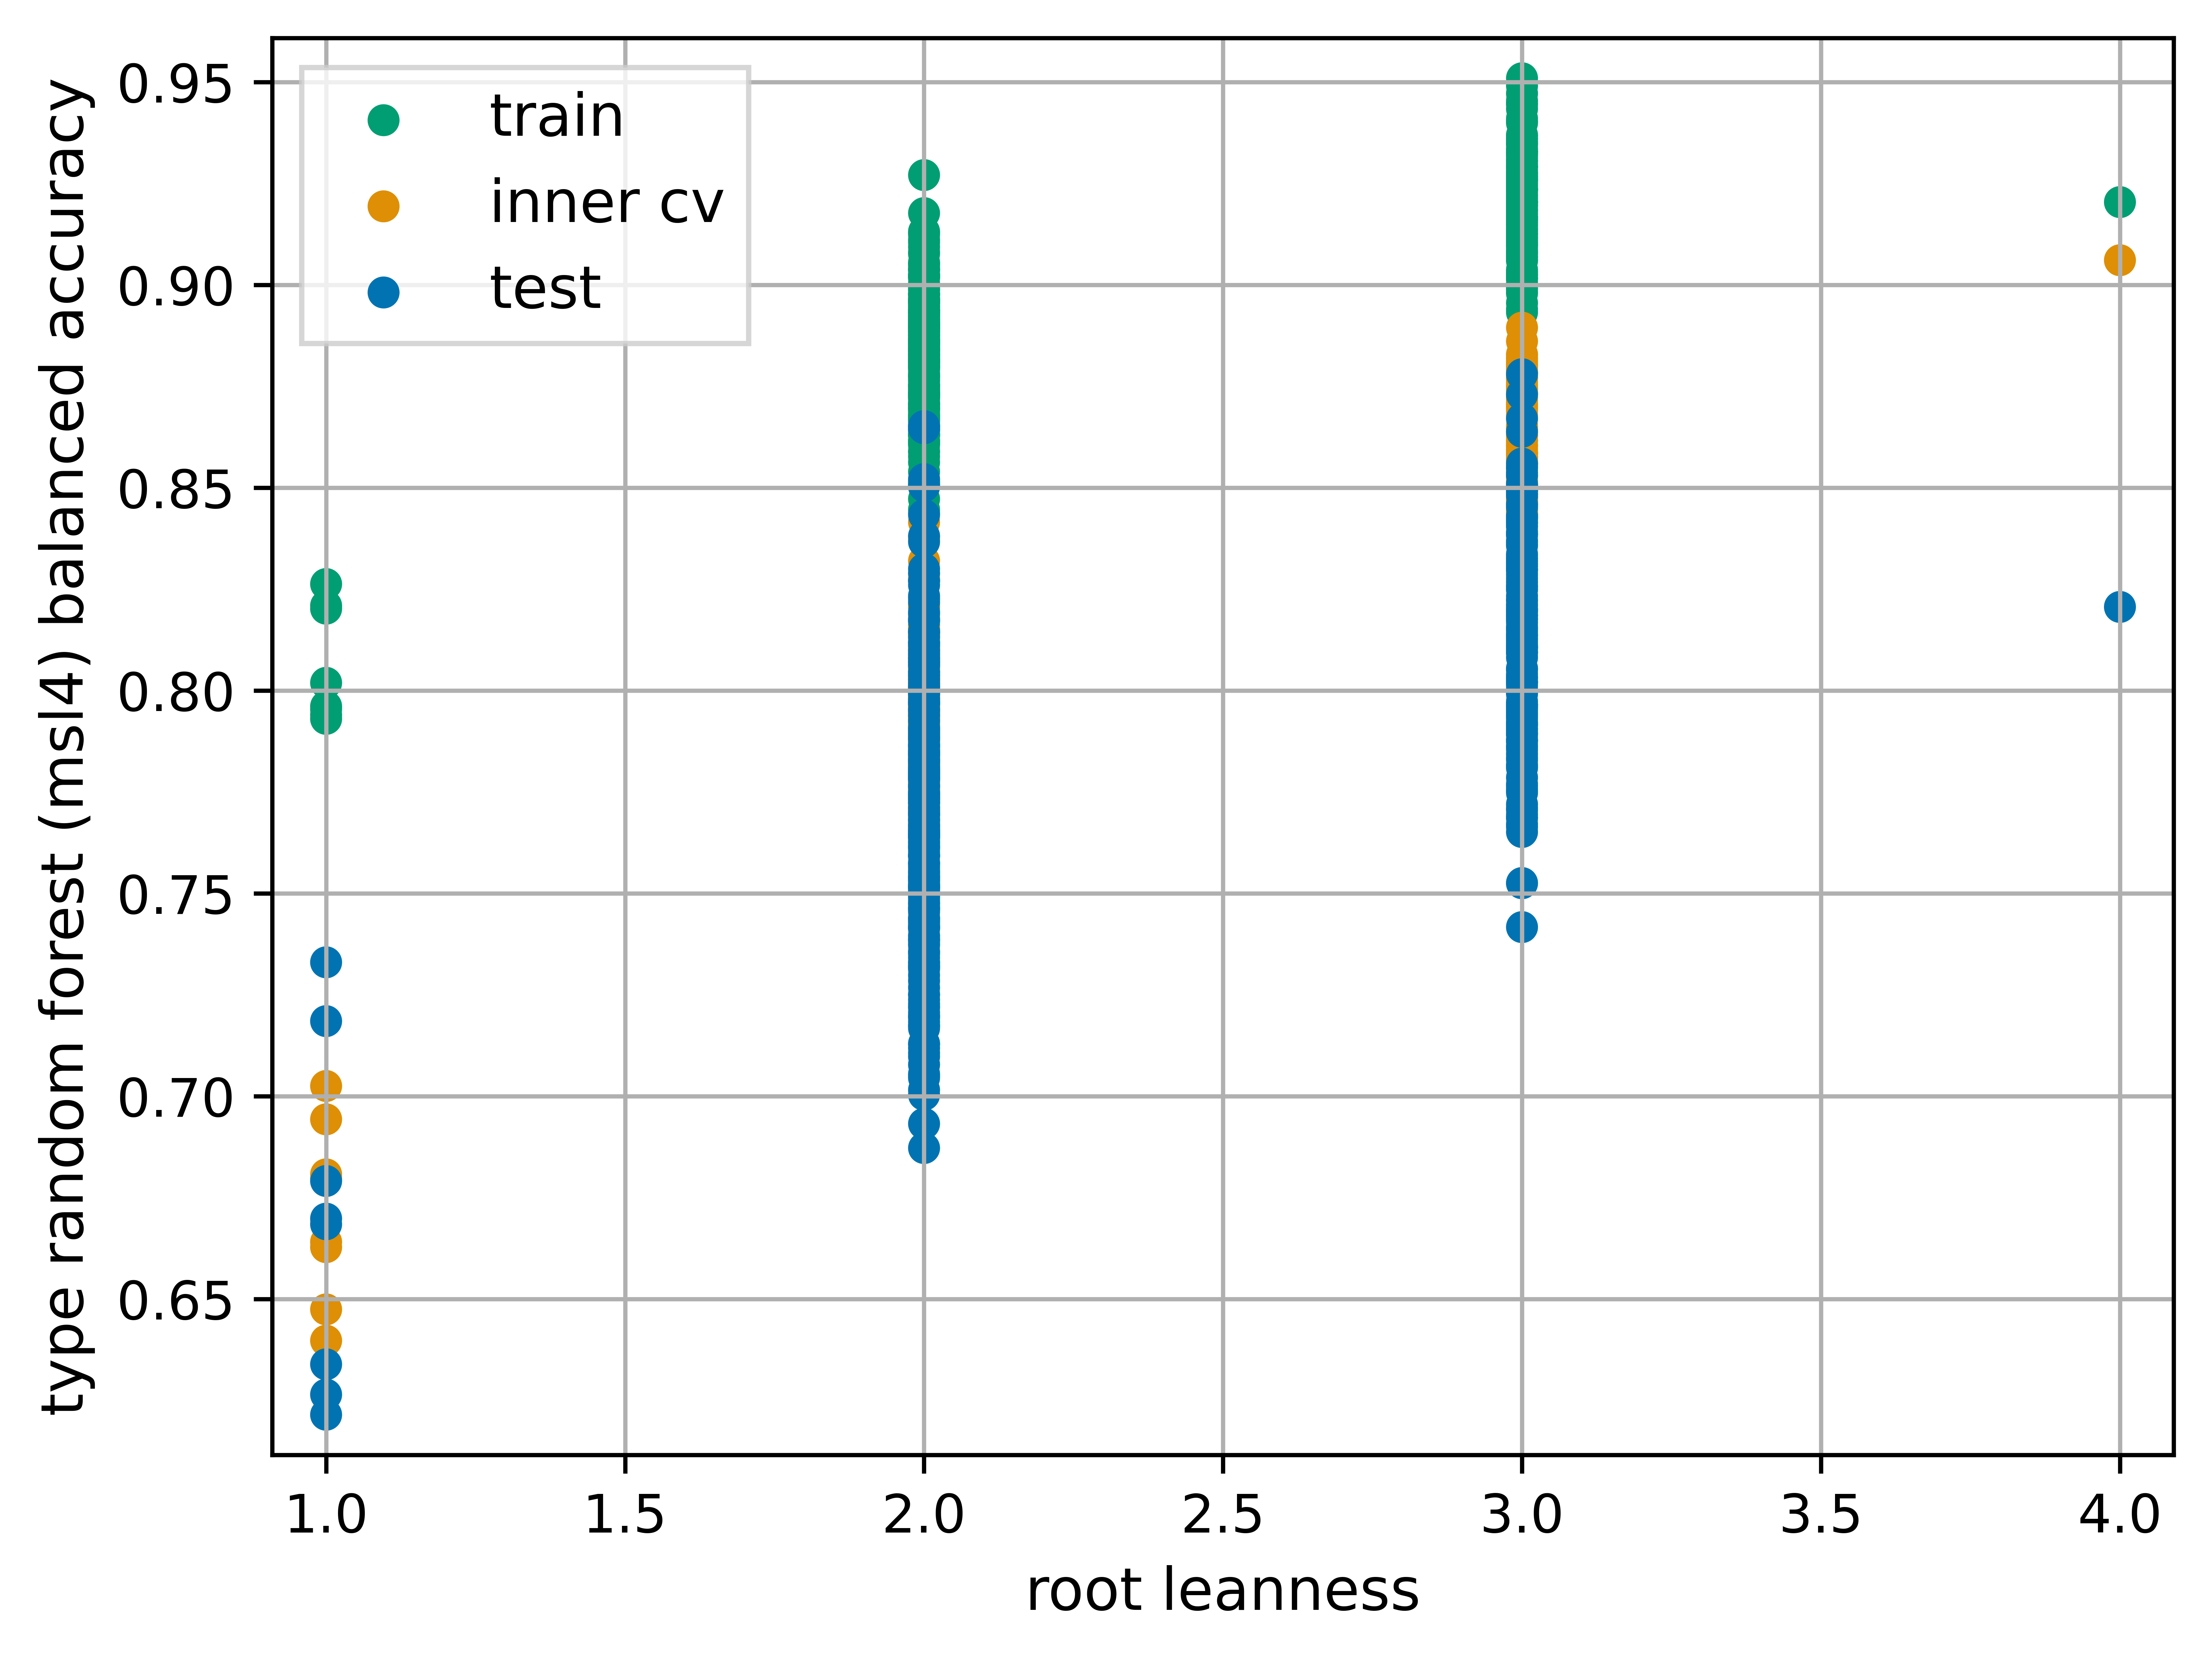 type random forest (msl4) balanced accuracy
0.95
0.90
0.85
0.80
0.75
0.70
0.65
train
inner cv
test
1.0 1.5 2.0 2.5 3.0 3.5 4.0
root leanness